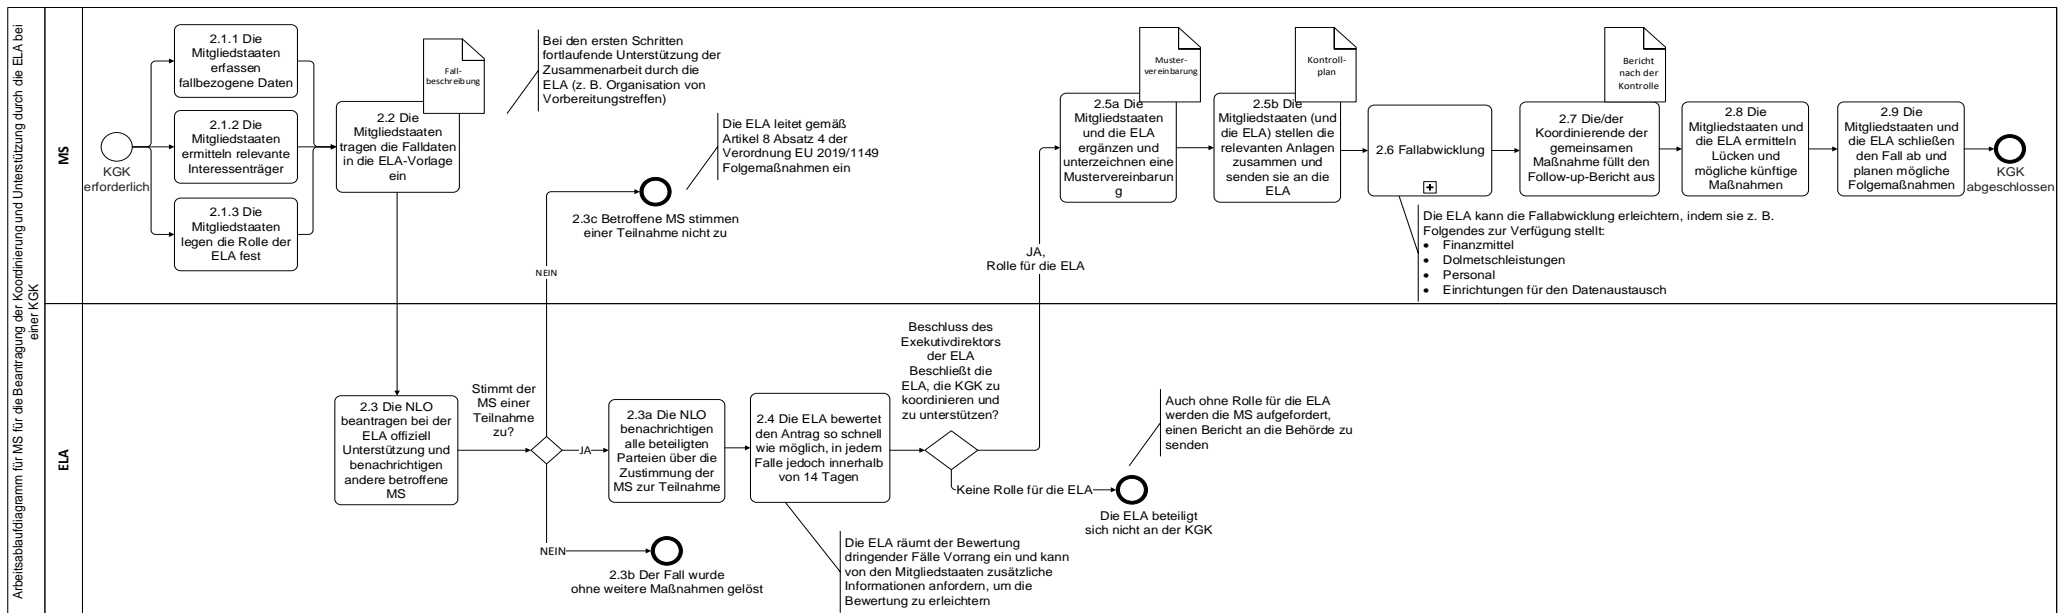 Arbeitsablaufdiagramm für MS für die Beantragung der Koordinierung und Unterstützung durch die ELA bei
einer KGK
MS
KGK
erforderlich
2.1.1 Die
Mitgliedstaaten
erfassen
fallbezogene Daten
2.1.2 Die
Mitgliedstaaten
ermitteln relevante
Interessenträger
2.1.3 Die
Mitgliedstaaten
legen die Rolle der
ELA fest
Fall-
beschreibung
2.2 Die
Mitgliedstaaten
tragen die Falldaten
in die ELA-Vorlage
ein
Bei den ersten Schritten
fortlaufende Unterstützung der
Zusammenarbeit durch die
ELA (z. B. Organisation von
Vorbereitungstreffen)
Die ELA leitet gemäß
Artikel 8 Absatz 4 der
Verordnung EU 2019/1149
Folgemaßnahmen ein
2.3c Betroffene MS stimmen
einer Teilnahme nicht zu
NEIN
JA,
Rolle für die ELA
Muster-
vereinbarung
2.5a Die
Mitgliedstaaten
und die ELA
ergänzen und
unterzeichnen eine
Mustervereinbarun
g
Kontroll-
plan
2.5b Die
Mitgliedstaaten (und
die ELA) stellen die
relevanten Anlagen
zusammen und
senden sie an die
ELA
2.6 Fallabwicklung
Die ELA kann die Fallabwicklung erleichtern, indem sie z. B.
Folgendes zur Verfügung stellt:
• Finanzmittel
• Dolmetschleistungen
• Personal
• Einrichtungen für den Datenaustausch
Bericht
nach der
Kontrolle
2.7 Die/der
Koordinierende der
gemeinsamen
Maßnahme füllt den
Follow-up-Bericht aus
2.8 Die
Mitgliedstaaten und
die ELA ermitteln
Lücken und
mögliche künftige
Maßnahmen
2.9 Die
Mitgliedstaaten und
die ELA schließen
den Fall ab und
planen mögliche
Folgemaßnahmen
KGK
abgeschlossen
ELA
2.3 Die NLO
beantragen bei der
ELA offiziell
Unterstützung und
benachrichtigen
andere betroffene
MS
Stimmt der
MS einer
Teilnahme
zu?
JA
NEIN
2.3b Der Fall wurde
ohne weitere Maßnahmen gelöst
2.3a Die NLO
benachrichtigen
alle beteiligten
Parteien über die
Zustimmung der
MS zur Teilnahme
2.4 Die ELA bewertet
den Antrag so schnell
wie möglich, in jedem
Falle jedoch innerhalb
von 14 Tagen
Die ELA räumt der Bewertung
dringender Fälle Vorrang ein und kann
von den Mitgliedstaaten zusätzliche
Informationen anfordern, um die
Bewertung zu erleichtern
Beschluss des
Exekutivdirektors
der ELA
Beschließt die
ELA, die KGK zu
koordinieren und
zu unterstützen?
Keine Rolle für die ELA
Die ELA beteiligt
sich nicht an der KGK
Auch ohne Rolle für die ELA
werden die MS aufgefordert,
einen Bericht an die Behörde zu
senden